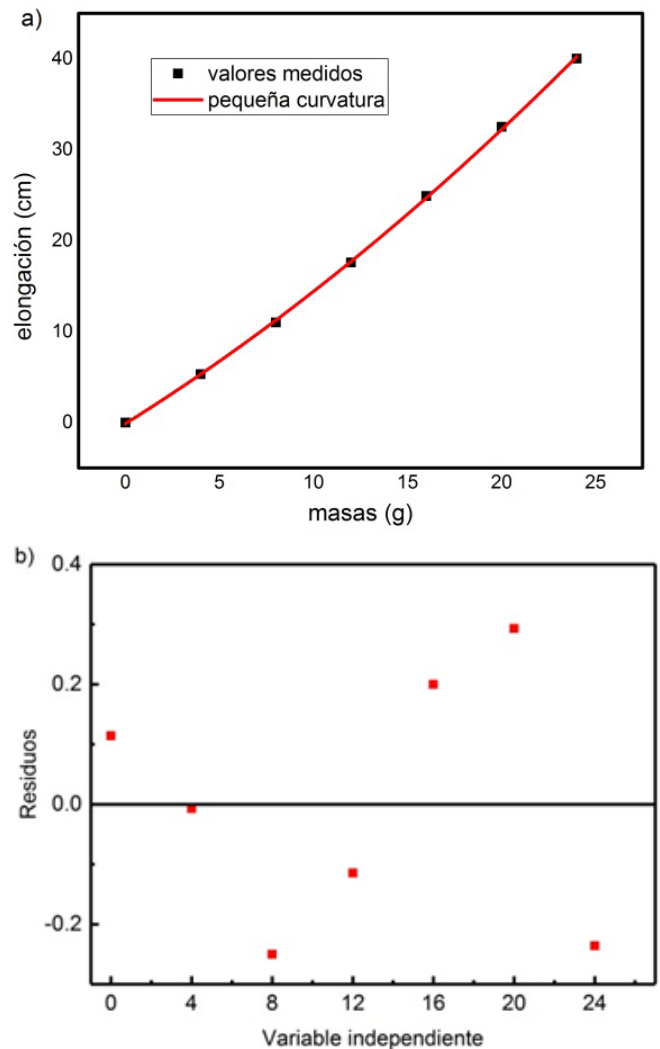 a)
40
30
20
10
0
elongación (cm)
valores medidos
pequeña curvatura
0 5 10 15 20 25
masas (g)
b)
0.4
0.2
0.0
-0.2
Residuos
0 4 8 12 16 20 24
Variable independiente